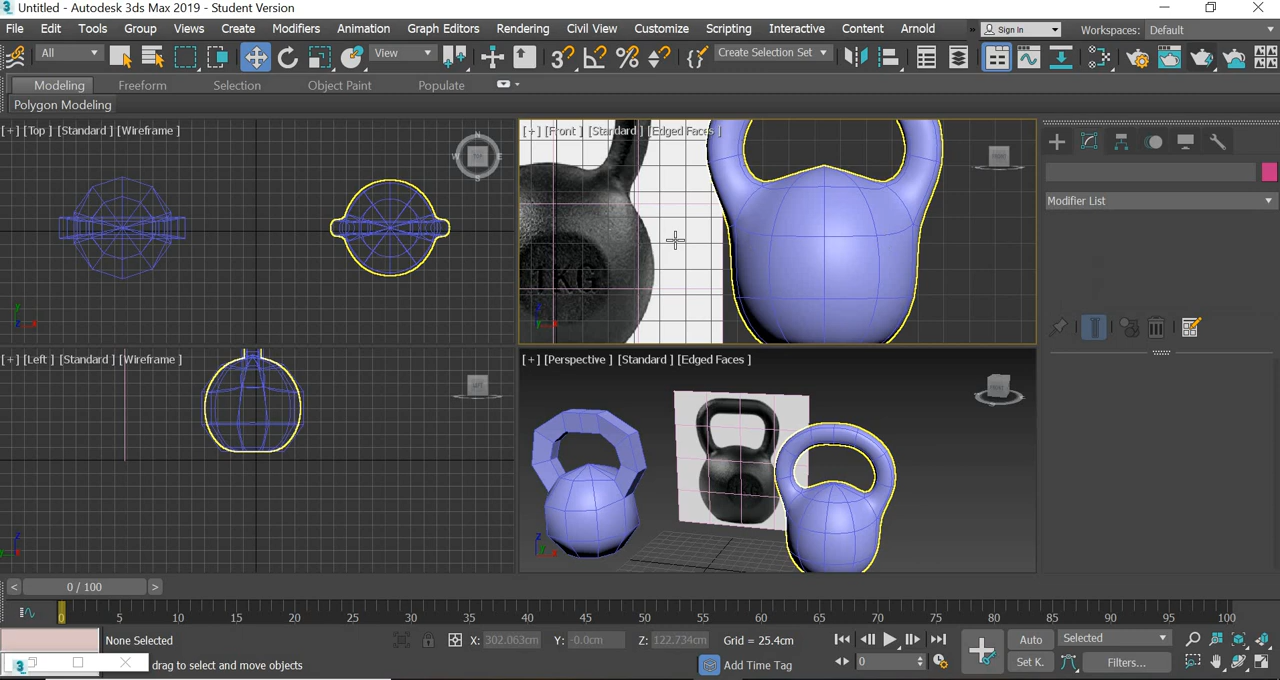 Untitled - Autodesk 3ds Max 2019 - Student Version
File Edit Tools Group Views Create Modifiers Animation Graph Editors Rendering Civil View Customize Scripting Interactive Content Arnold » Sign In Workspaces: Default
All View Create Selection Set
Modeling Freeform Selection Object Paint Populate
Polygon Modeling
[+] [Top ] [Standard ] [Wireframe ]
[+] [Front ] [Standard ] [Edged Faces ]
Modifier List
[+] [Left ] [Standard ] [Wireframe ]
[+] [Perspective ] [Standard ] [Edged Faces ]
< 0 / 100 >
0 5 10 15 20 25 30 35 40 45 50 55 60 65 70 75 80 85 90 95 100
None Selected X: 302.063cm Y: -0.0cm Z: 122.734cm Grid = 25.4cm Auto Selected
drag to select and move objects Add Time Tag 0 Set K. Filters...